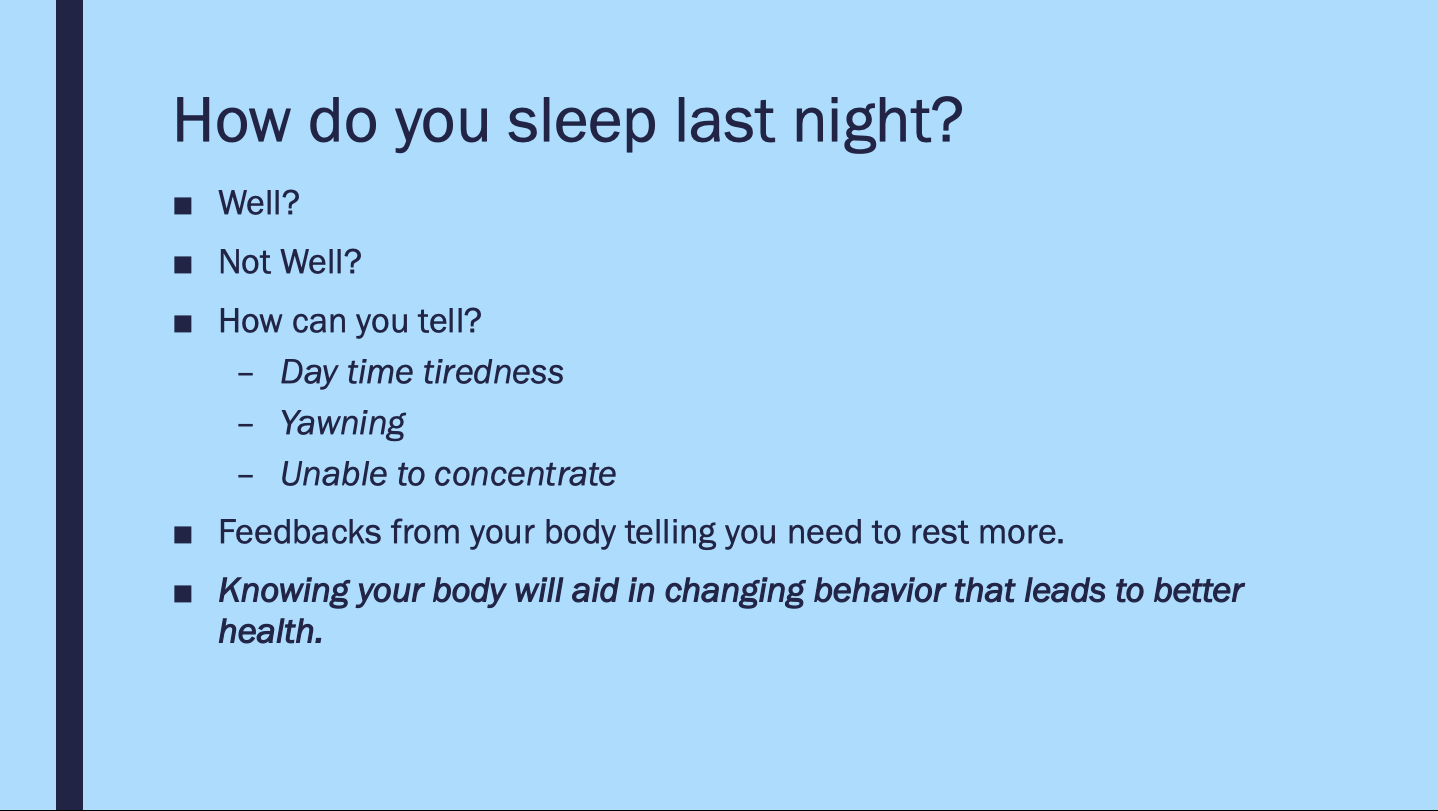 How do you sleep last night?
■ Well?
■ Not Well?
■ How can you tell?
– Day time tiredness
– Yawning
– Unable to concentrate
■ Feedbacks from your body telling you need to rest more.
■ Knowing your body will aid in changing behavior that leads to better
health.